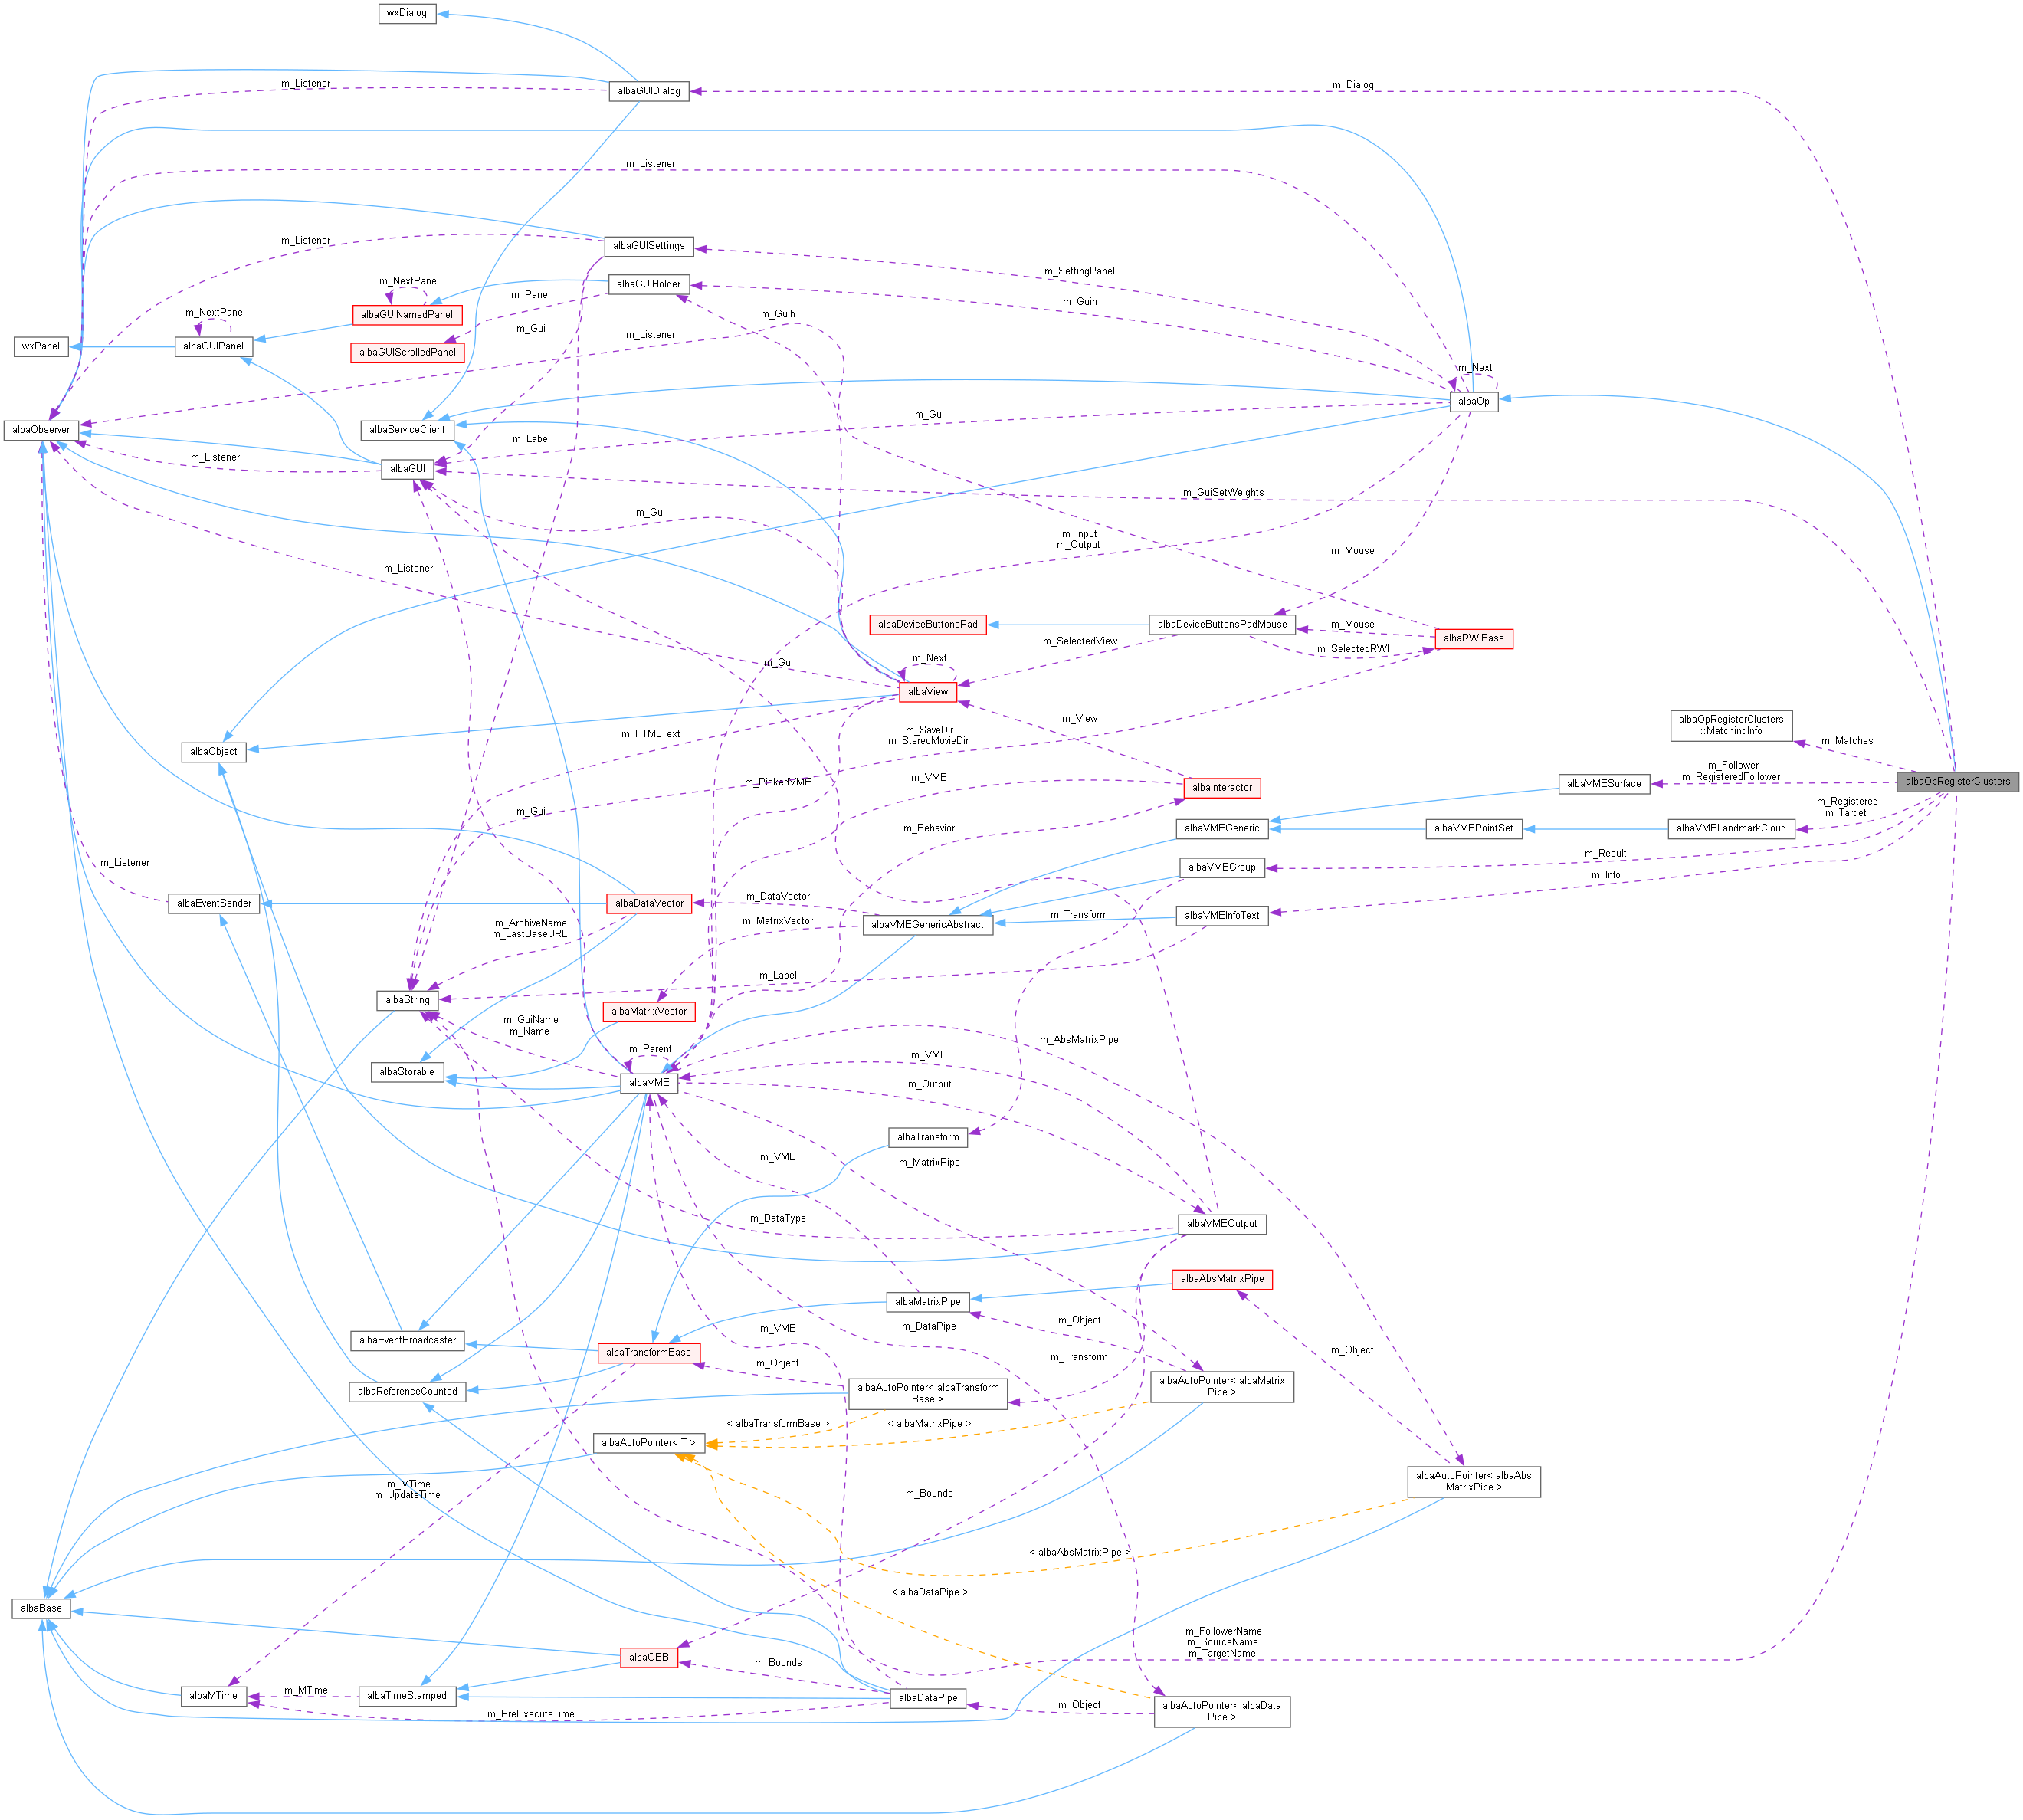 wxDialog
m_Listener
albaGUIDialog
m_Dialog
m_Listener
m_Listener
albaGUISettings
m_SettingPanel
m_NextPanel
m_Panel
albaGUIHolder
m_Guih
m_NextPanel
albaGUINamedPanel
m_Gui
m_Guih
wxPanel
albaGUIPanel
albaGUIScrolledPanel
m_Listener
m_Next
albaOp
albaObserver
albaServiceClient
m_Gui
m_Label
m_Listener
albaGUI
m_GuiSetWeights
m_Gui
m_Input
m_Output
m_Mouse
m_Listener
albaDeviceButtonsPad
albaDeviceButtonsPadMouse
m_Mouse
albaRWIBase
m_SelectedView
m_SelectedRWI
m_Gui
m_Next
albaView
m_View
albaOpRegisterClusters
::MatchingInfo
albaObject
m_HTMLText
m_SaveDir
m_StereoMovieDir
m_Matches
m_PickedVME
m_VME
albaInteractor
albaVMESurface
m_Follower
m_RegisteredFollower
albaOpRegisterClusters
m_Gui
m_Behavior
albaVMEGeneric
albaVMEPointSet
albaVMELandmarkCloud
m_Registered
m_Target
m_Listener
albaVMEGroup
m_Result
m_Info
albaEventSender
albaDataVector
m_DataVector
m_ArchiveName
m_LastBaseURL
m_MatrixVector
albaVMEGenericAbstract
m_Transform
albaVMEInfoText
m_Label
albaString
albaMatrixVector
m_GuiName
m_Name
m_AbsMatrixPipe
m_Parent
m_VME
albaStorable
albaVME
m_Output
albaTransform
m_VME
m_MatrixPipe
m_DataType
albaVMEOutput
albaAbsMatrixPipe
albaMatrixPipe
m_Object
m_VME
m_DataPipe
albaEventBroadcaster
albaTransformBase
m_Object
m_Transform
m_Object
albaReferenceCounted
albaAutoPointer< albaTransform
Base >
albaAutoPointer< albaMatrix
Pipe >
< albaTransformBase >
< albaMatrixPipe >
albaAutoPointer< T >
m_MTime
m_UpdateTime
m_Bounds
albaAutoPointer< albaAbs
MatrixPipe >
< albaAbsMatrixPipe >
< albaDataPipe >
albaBase
m_FollowerName
m_SourceName
m_TargetName
albaOBB
m_Bounds
albaMTime
m_MTime
albaTimeStamped
albaDataPipe
m_Object
albaAutoPointer< albaData
Pipe >
m_PreExecuteTime